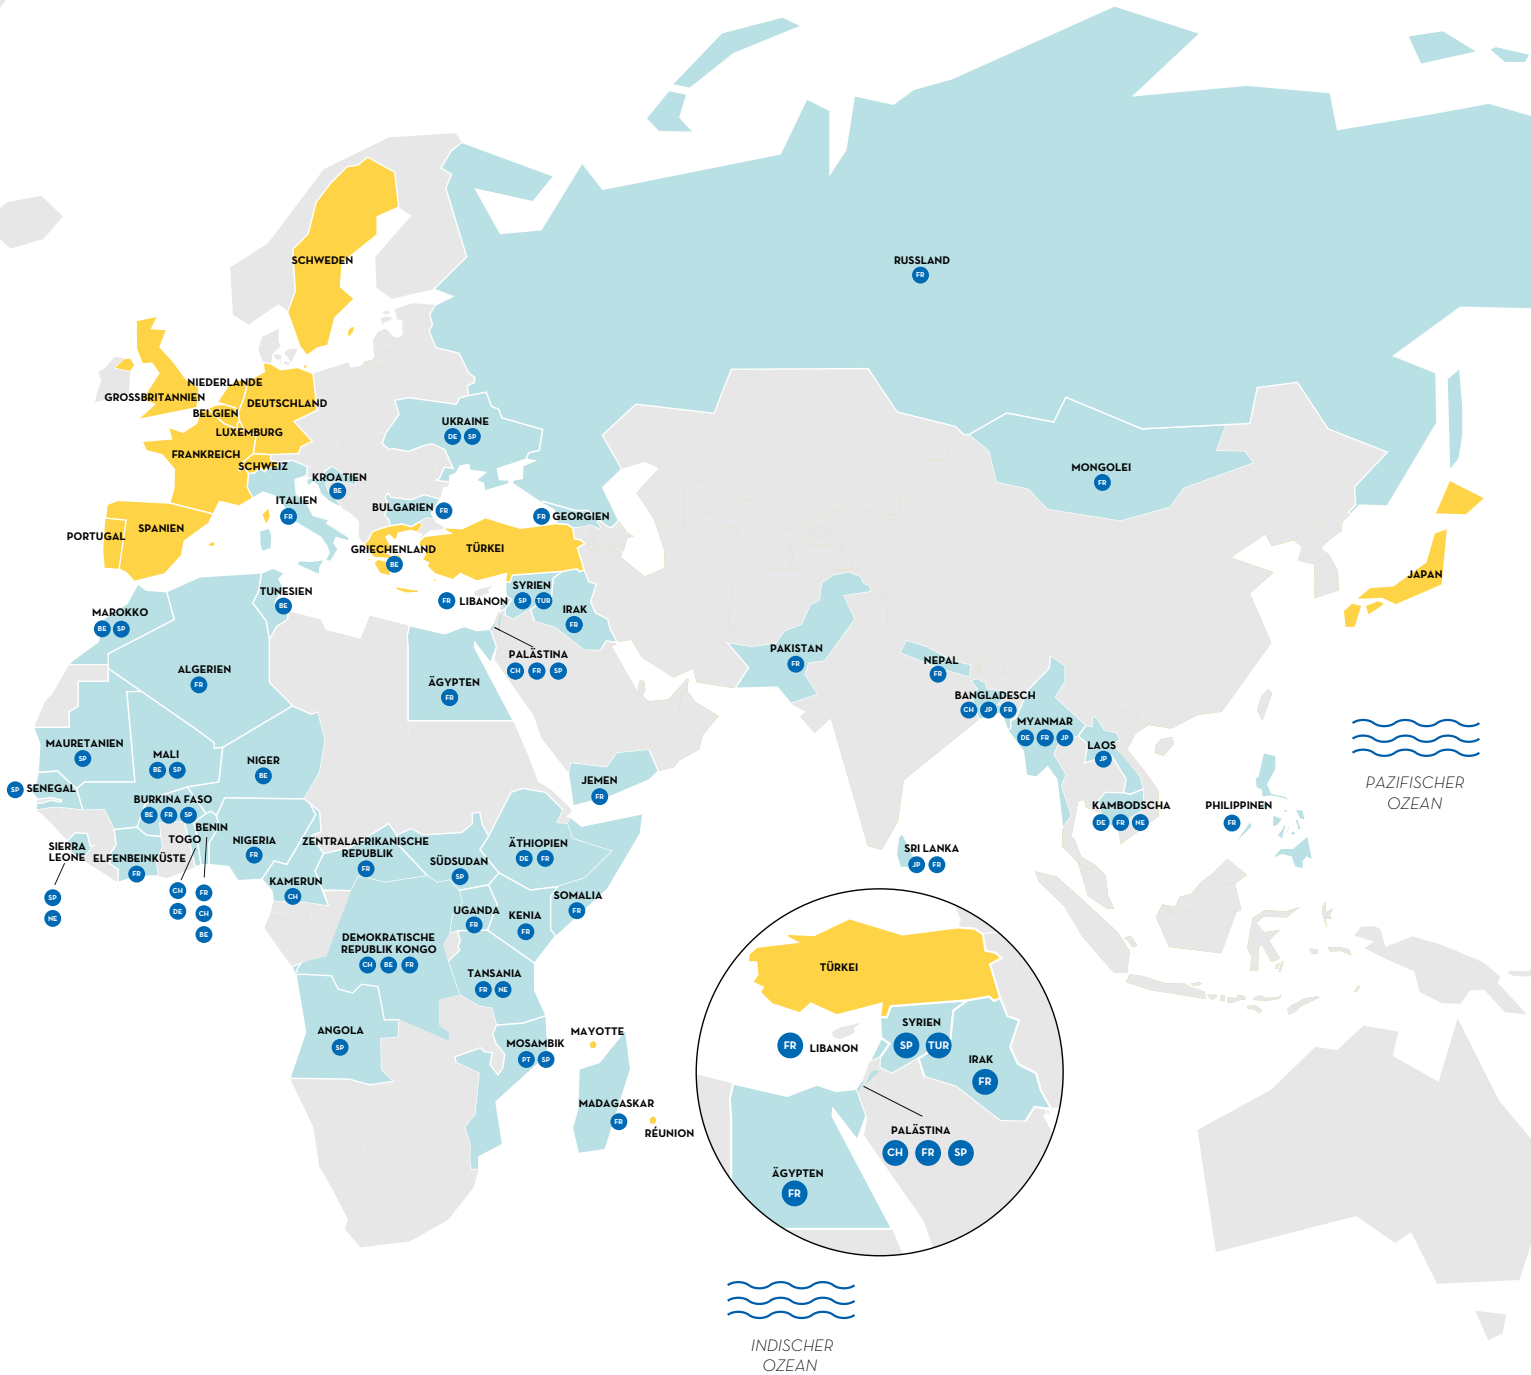 SCHWEDEN
RUSSLAND
FR
NIEDERLANDE
GROSSBRITANNIEN
DEUTSCHLAND
BELGIEN
LUXEMBURG
UKRAINE
DE SP
FRANKREICH
SCHWEIZ
KROATIEN
BE
MONGOLEI
FR
ITALIEN
FR
BULGARIEN FR
FR GEORGIEN
PORTUGAL
SPANIEN
GRIECHENLAND
BE
TÜRKEI
JAPAN
TUNESIEN
BE
SYRIEN
SP TUR
FR LIBANON
IRAK
FR
MAROKKO
BE SP
PALÄSTINA
CH FR SP
PAKISTAN
FR
NEPAL
FR
ALGERIEN
FR
ÄGYPTEN
FR
BANGLADESCH
CH JP FR
MYANMAR
DE FR JP
LAOS
JP
MAURETANIEN
SP
MALI
BE SP
NIGER
BE
JEMEN
FR
PAZIFISCHER
OZEAN
SP SENEGAL
BURKINA FASO
BE FR SP
KAMBODSCHA
DE FR NE
PHILIPPINEN
FR
BENIN
TOGO
NIGERIA
FR
ZENTRALAFRIKANISCHE
REPUBLIK
FR
SÜDSUDAN
SP
ÄTHIOPIEN
DE FR
SRI LANKA
JP FR
SIERRA
LEONE
ELFENBEINKÜSTE
FR
SP
NE
CH
DE
FR
CH
BE
KAMERUN
CH
UGANDA
FR
KENIA
FR
SOMALIA
FR
DEMOKRATISCHE
REPUBLIK KONGO
CH BE FR
TANSANIA
FR NE
ANGOLA
SP
MOSAMBIK
PT SP
MAYOTTE
MADAGASKAR
FR
RÉUNION
TÜRKEI
SYRIEN
SP TUR
FR LIBANON
IRAK
FR
PALÄSTINA
CH FR SP
ÄGYPTEN
FR
INDISCHER
OZEAN